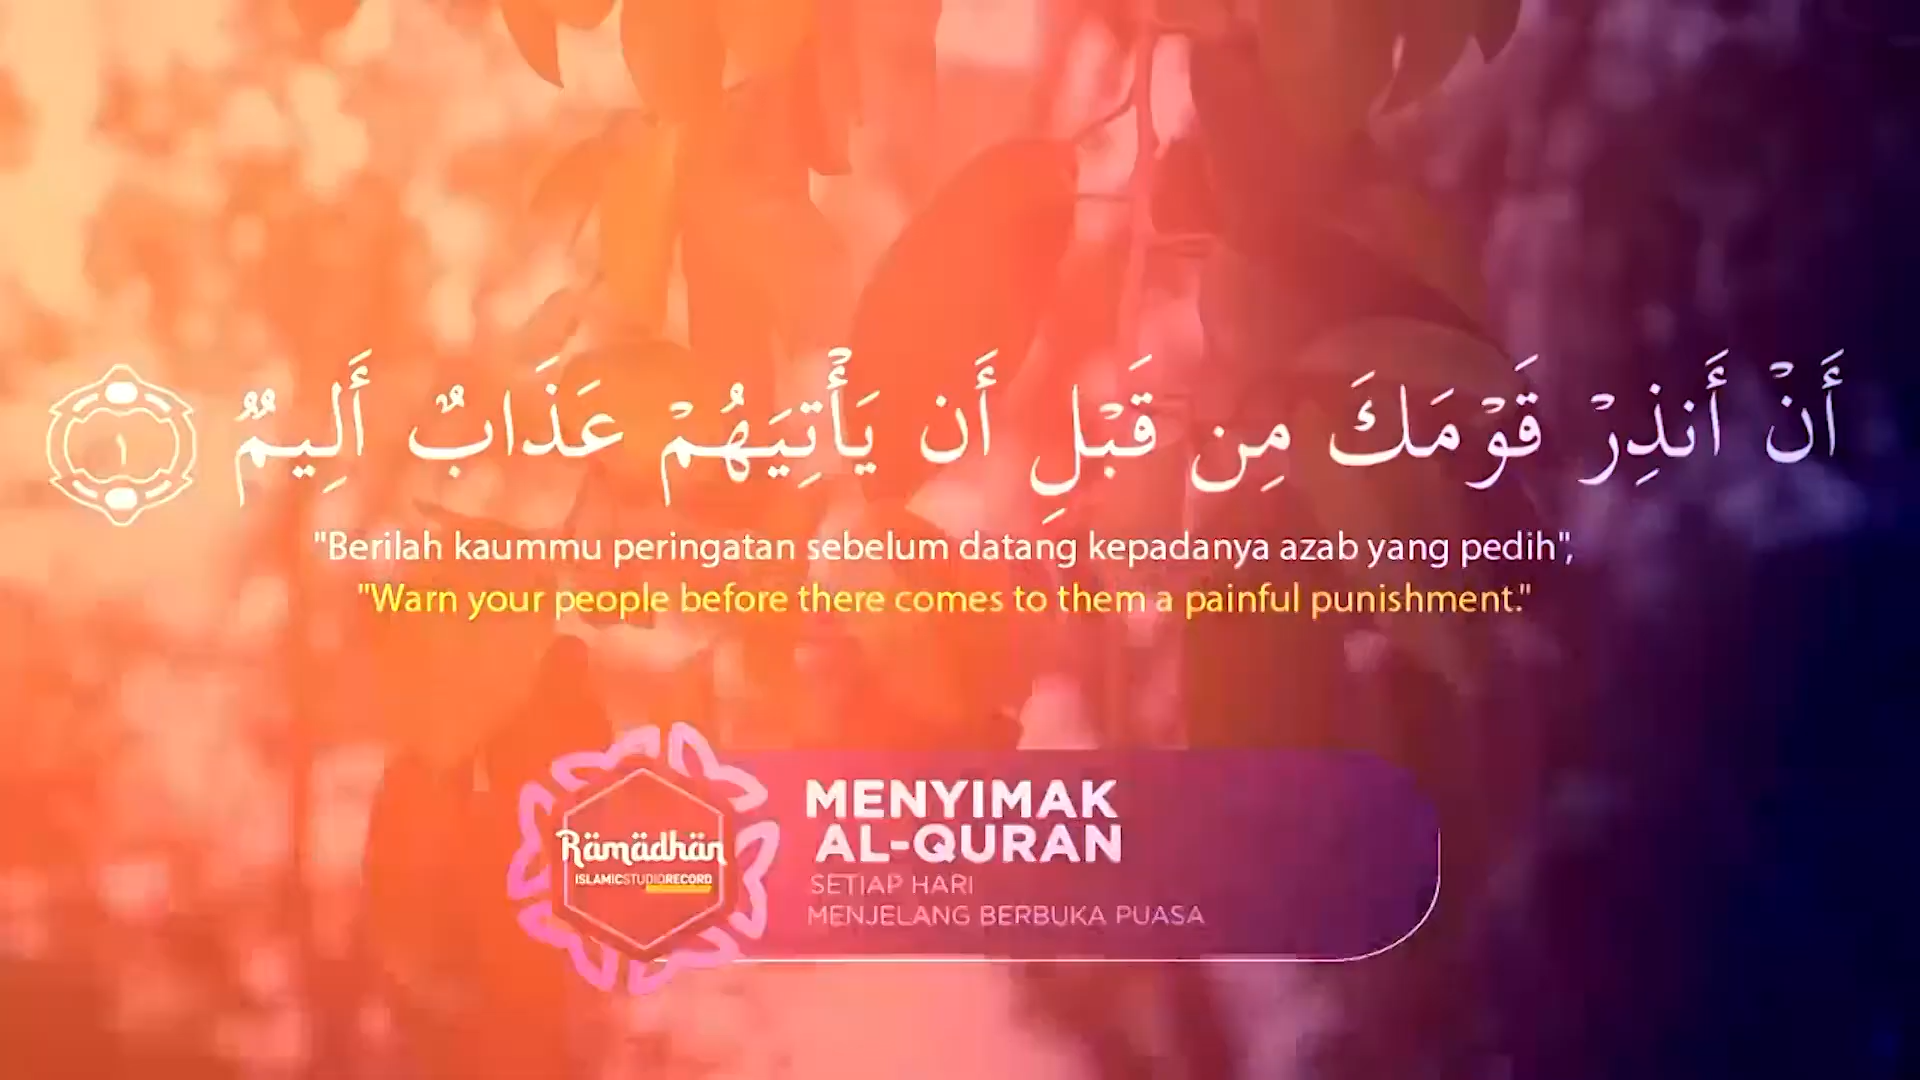 أَنْ أَنذِرْ قَوْمَكَ مِن قَبْلِ أَن يَأْتِيَهُمْ عَذَابٌ أَلِيمٌ ١
"Berilah kaummu peringatan sebelum datang kepadanya azab yang pedih",
"Warn your people before there comes to them a painful punishment."
MENYIMAK
AL-QURAN
Rämädhän
ISLAMICSTUDIORECORD
SETIAP HARI
MENJELANG BERBUKA PUASA